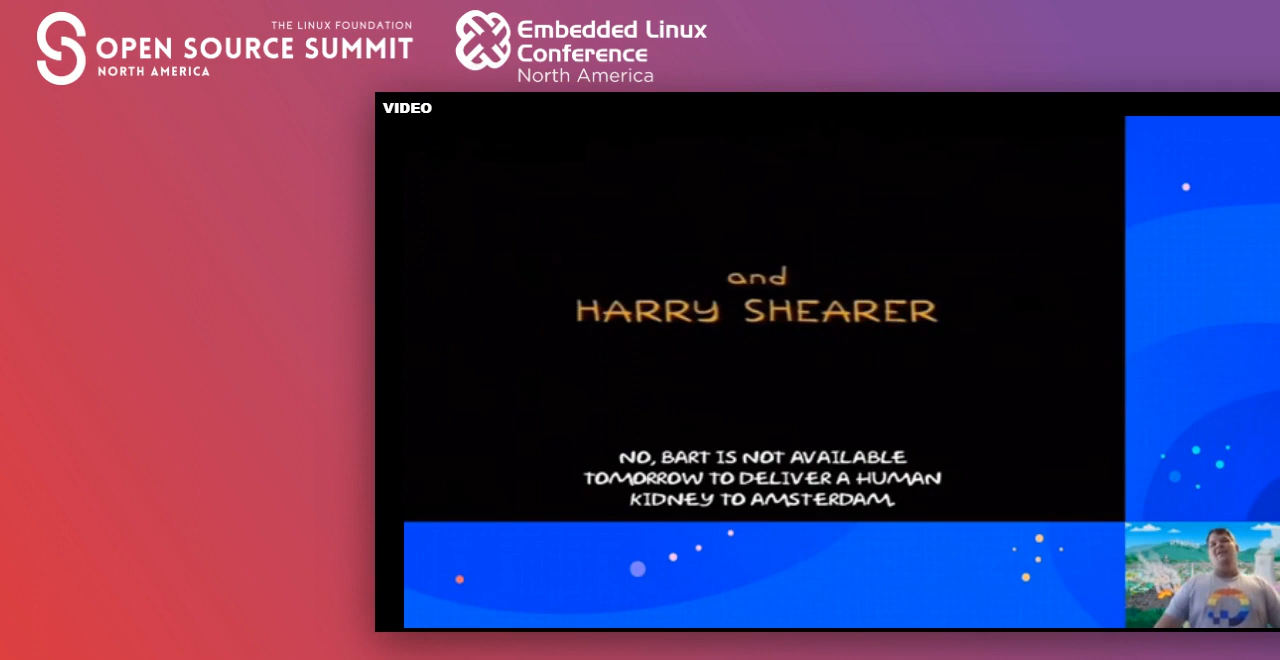 THE LINUX FOUNDATION
OPEN SOURCE SUMMIT
NORTH AMERICA
Embedded Linux
Conference
North America
VIDEO
and
HARRY SHEARER
NO, BART IS NOT AVAILABLE
TOMORROW TO DELIVER A HUMAN
KIDNEY TO AMSTERDAM.